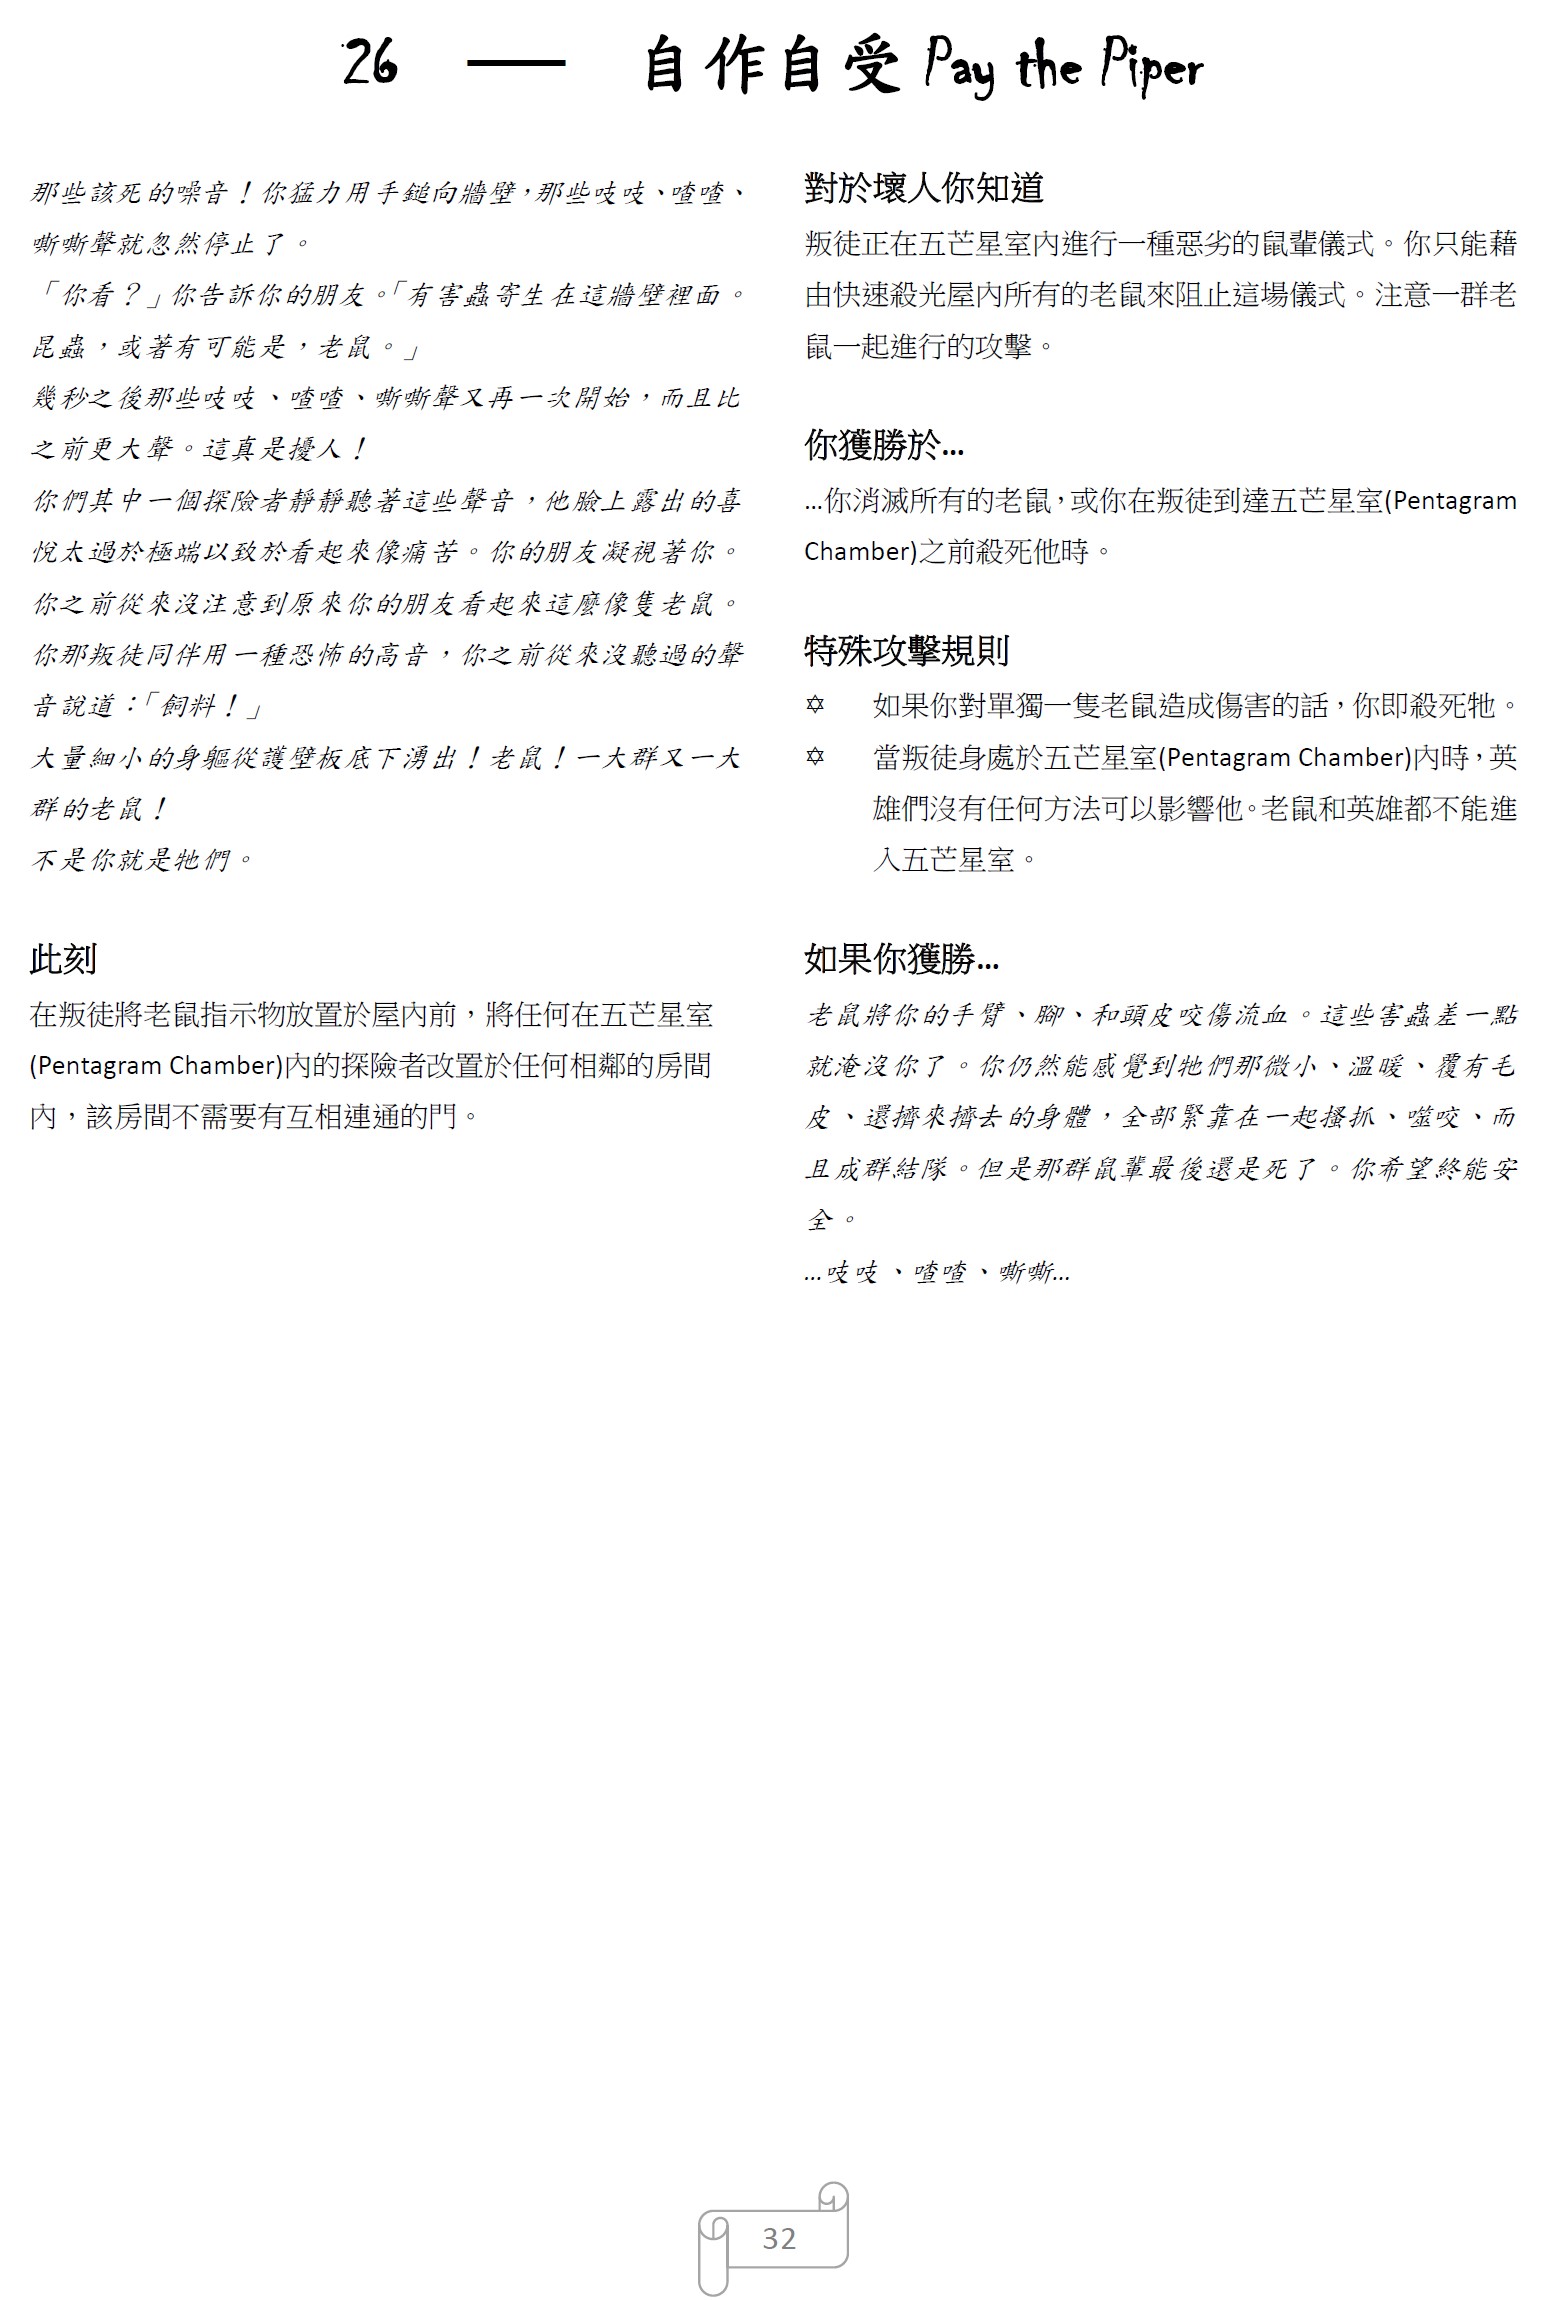 26 — 自作自受 Pay the Piper
那些該死的噪音！你猛力用手鎚向牆壁，那些吱吱、喳喳、
嘶嘶聲就忽然停止了。
「你看？」你告訴你的朋友。「有害蟲寄生在這牆壁裡面。
昆蟲，或著有可能是，老鼠。」
幾秒之後那些吱吱、喳喳、嘶嘶聲又再一次開始，而且比
之前更大聲。這真是擾人！
你們其中一個探險者靜靜聽著這些聲音，他臉上露出的喜
悅太過於極端以致於看起來像痛苦。你的朋友凝視著你。
你之前從來沒注意到原來你的朋友看起來這麼像隻老鼠。
你那叛徒同伴用一種恐怖的高音，你之前從來沒聽過的聲
音說道：「飼料！」
大量細小的身軀從護壁板底下湧出！老鼠！一大群又一大
群的老鼠！
不是你就是牠們。
此刻
在叛徒將老鼠指示物放置於屋內前，將任何在五芒星室
(Pentagram Chamber)內的探險者改置於任何相鄰的房間
內，該房間不需要有互相連通的門。
對於壞人你知道
叛徒正在五芒星室內進行一種惡劣的鼠輩儀式。你只能藉
由快速殺光屋內所有的老鼠來阻止這場儀式。注意一群老
鼠一起進行的攻擊。
你獲勝於…
…你消滅所有的老鼠，或你在叛徒到達五芒星室(Pentagram
Chamber)之前殺死他時。
特殊攻擊規則
✡ 如果你對單獨一隻老鼠造成傷害的話，你即殺死牠。
✡ 當叛徒身處於五芒星室(Pentagram Chamber)內時，英
雄們沒有任何方法可以影響他。老鼠和英雄都不能進
入五芒星室。
如果你獲勝…
老鼠將你的手臂、腳、和頭皮咬傷流血。這些害蟲差一點
就淹沒你了。你仍然能感覺到牠們那微小、溫暖、覆有毛
皮、還擠來擠去的身體，全部緊靠在一起搔抓、噬咬、而
且成群結隊。但是那群鼠輩最後還是死了。你希望終能安
全。
…吱吱、喳喳、嘶嘶…
32